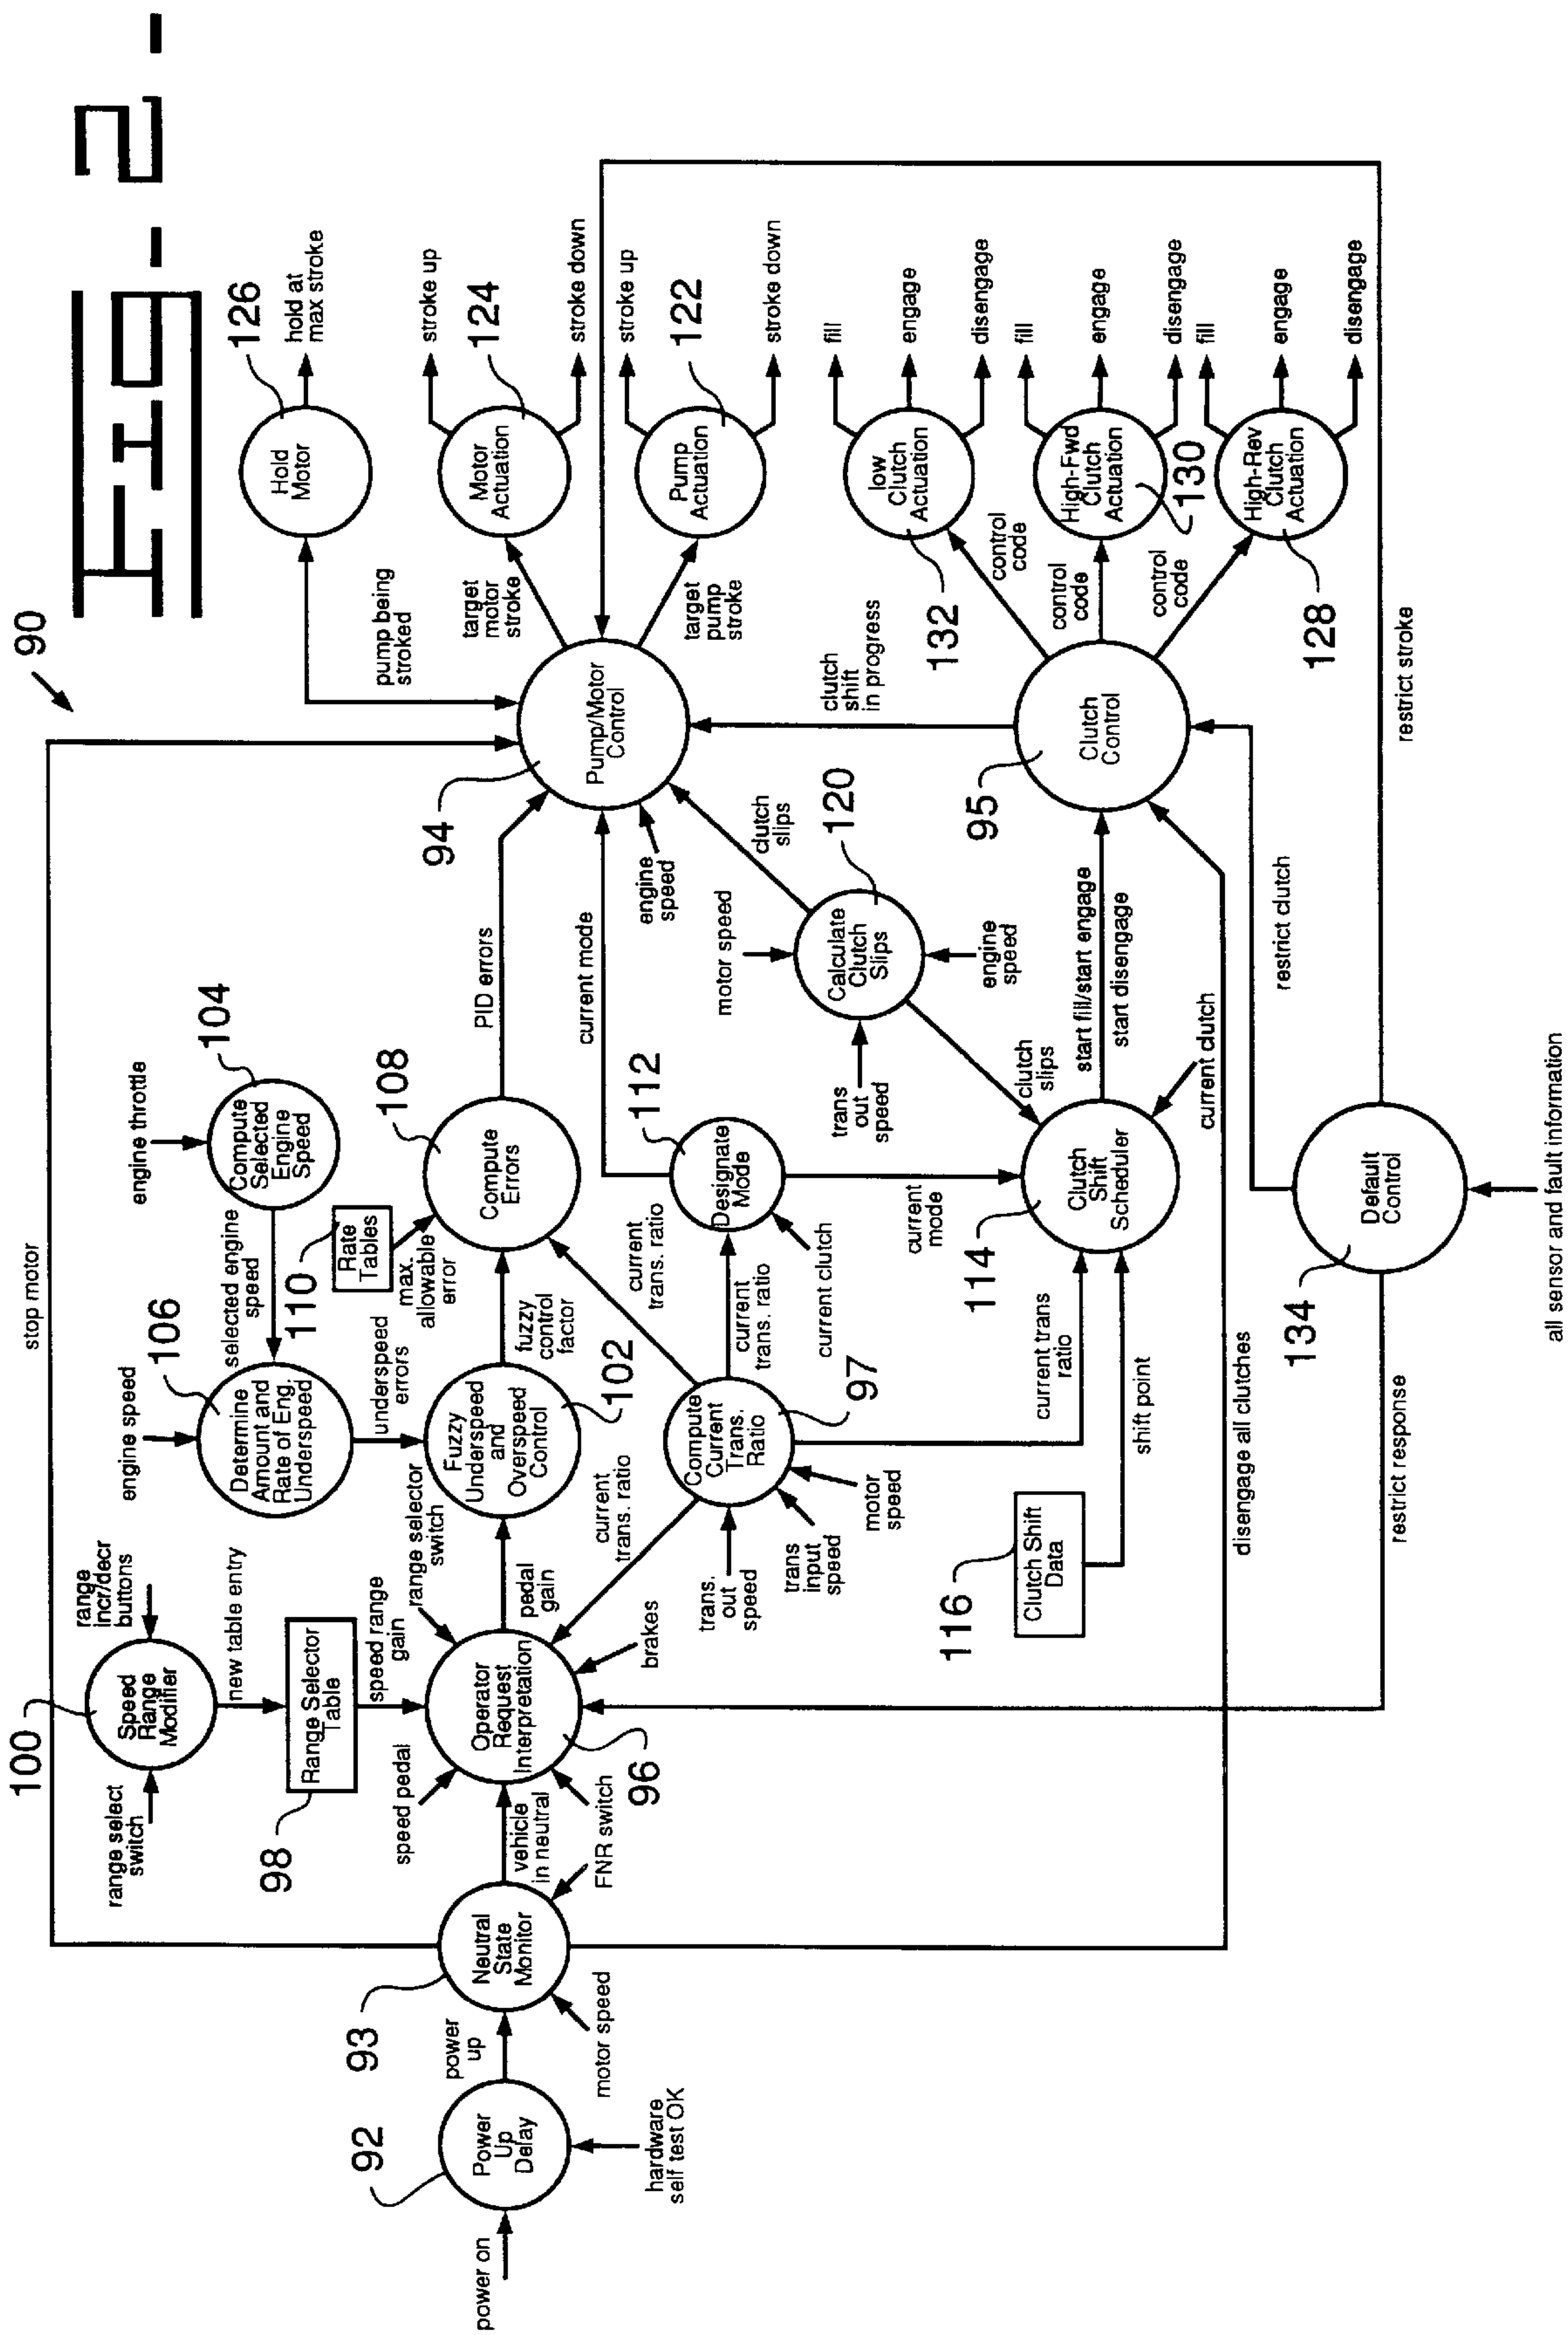 FIG. 2.
90
power on
92
Power
Up
Delay
hardware
self test OK
power
up
93
Neutral
State
Monitor
motor speed
FNR switch
stop motor
vehicle
in neutral
disengage all clutches
100
range select
switch
Speed
Range
Modifier
range
incr/decr
buttons
new table entry
98
Range Selector
Table
speed range
gain
speed pedal
range selector
switch
Operator
Request
Interpretation
96
FNR switch
brakes
pedal
gain
current
trans. ratio
restrict response
engine speed
106
Determine
Amount and
Rate of Eng.
Underspeed
selected engine
speed
engine throttle
104
Compute
Selected
Engine
Speed
underspeed
errors
Fuzzy
Underspeed
and
Overspeed
Control
102
fuzzy
control
factor
110
Rate
Tables
max.
allowable
error
108
Compute
Errors
PID errors
current
trans. ratio
Compute
Current
Trans.
Ratio
97
trans.
out
speed
trans
input
speed
motor
speed
current
trans. ratio
112
Designate
Mode
current clutch
current mode
current
mode
current trans
ratio
116
Clutch Shift
Data
shift point
114
Clutch
Shift
Scheduler
current clutch
clutch
slips
start fill/start engage
start disengage
motor speed
120
Calculate
Clutch
Slips
trans
out
speed
engine
speed
clutch
slips
engine
speed
94
Pump/Motor
Control
pump being
stroked
target
motor
stroke
target
pump
stroke
clutch
shift
in progress
95
Clutch
Control
control
code
control
code
control
code
126
Hold
Motor
hold at
max stroke
124
Motor
Actuation
stroke up
stroke down
122
Pump
Actuation
stroke up
stroke down
132
low
Clutch
Actuation
fill
engage
disengage
130
High-Fwd
Clutch
Actuation
fill
engage
disengage
128
High-Rev
Clutch
Actuation
fill
engage
disengage
134
Default
Control
all sensor and fault information
restrict clutch
restrict stroke